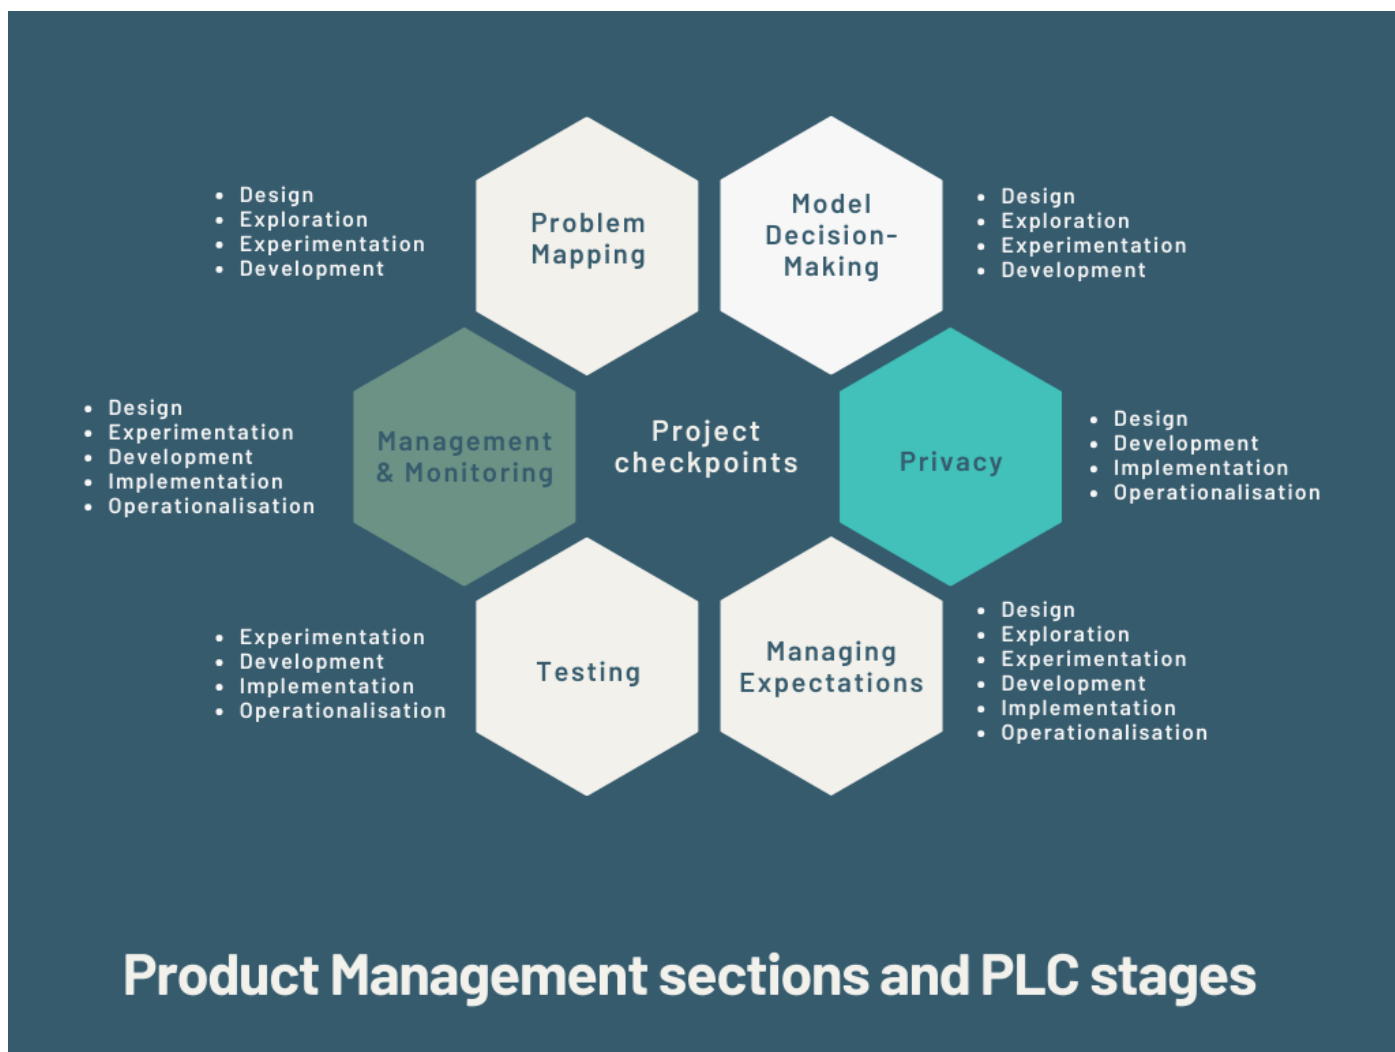 Problem
Mapping
• Design
• Exploration
• Experimentation
• Development
Model
Decision-
Making
• Design
• Exploration
• Experimentation
• Development
Management
& Monitoring
• Design
• Experimentation
• Development
• Implementation
• Operationalisation
Project
checkpoints
Privacy
• Design
• Development
• Implementation
• Operationalisation
Testing
• Experimentation
• Development
• Implementation
• Operationalisation
Managing
Expectations
• Design
• Exploration
• Experimentation
• Development
• Implementation
• Operationalisation
Product Management sections and PLC stages